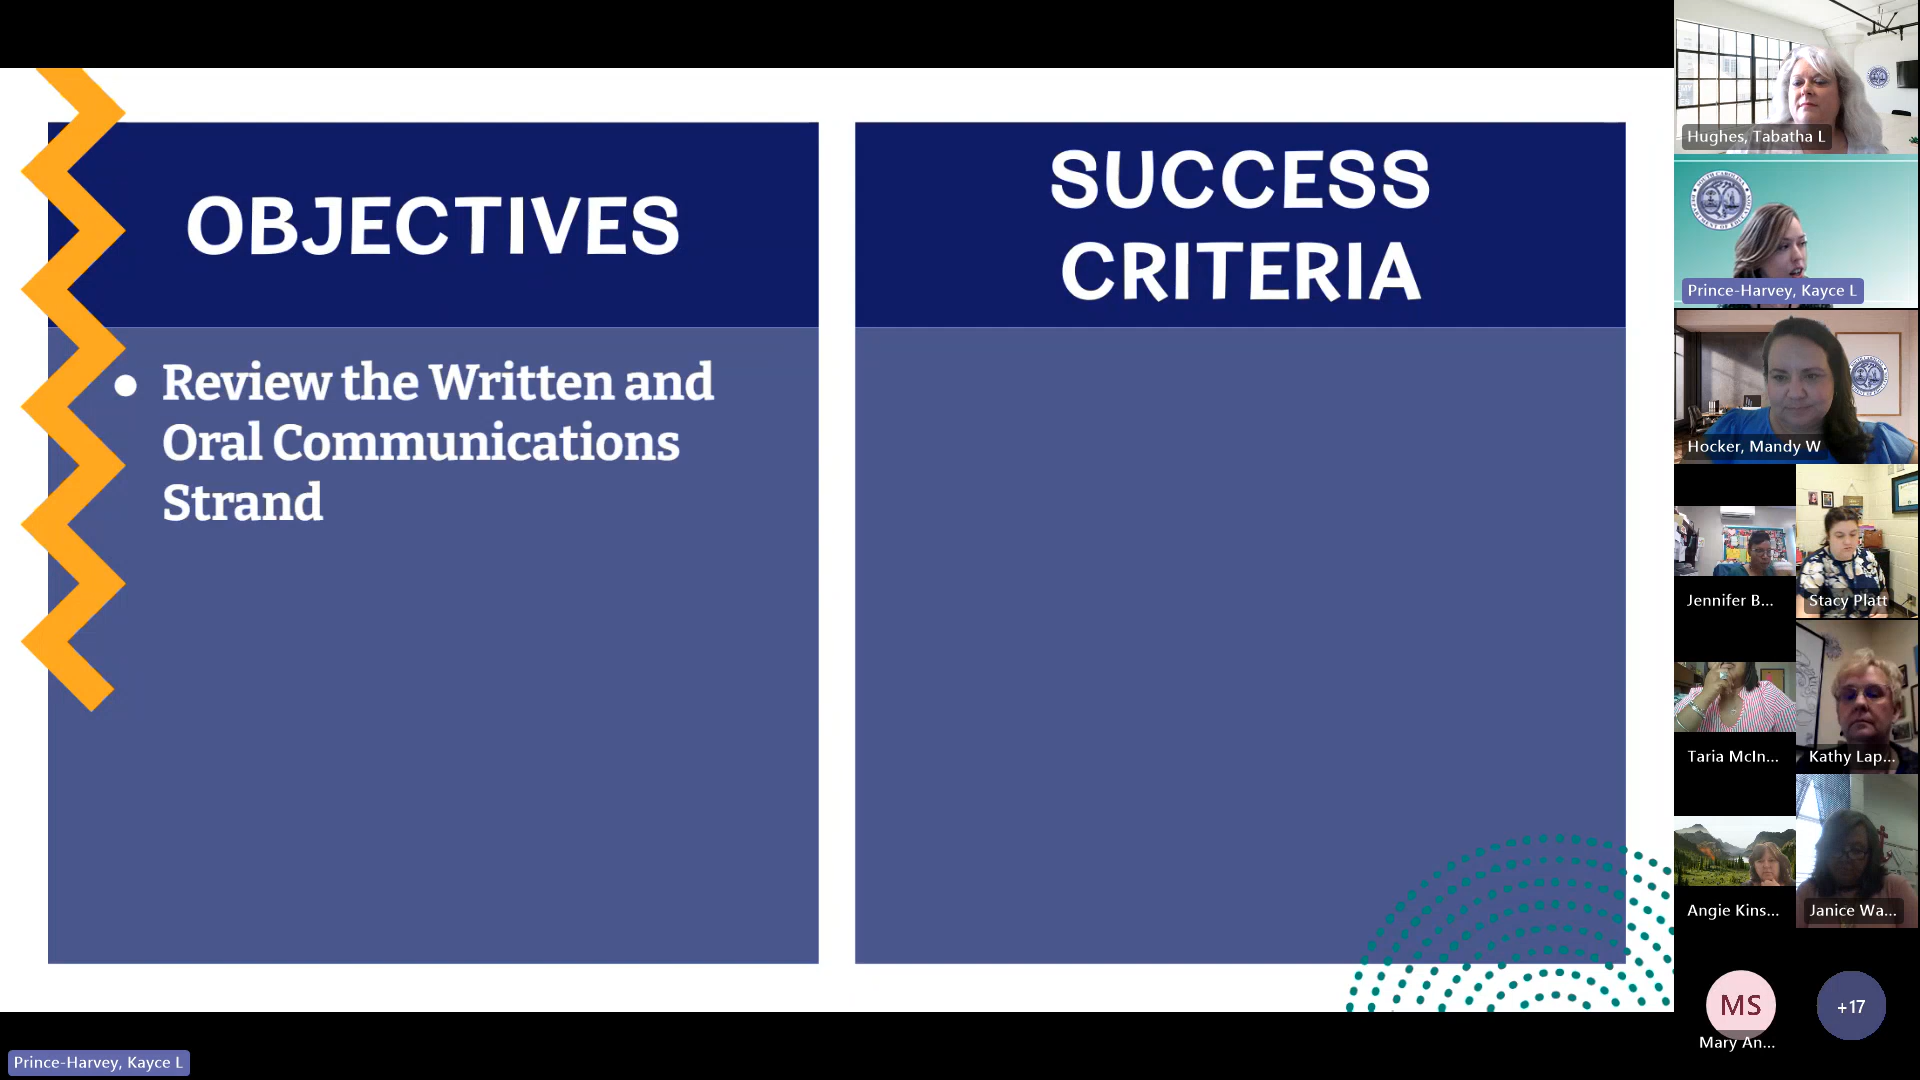 OBJECTIVES
Review the Written and
Oral Communications
Strand
SUCCESS
CRITERIA
Hughes, Tabatha L
Prince-Harvey, Kayce L
Hocker, Mandy W
Jennifer B...
Stacy Platt
Taria McIn...
Kathy Lap...
Angie Kins...
Janice Wa...
MS
Mary An...
+17
Prince-Harvey, Kayce L